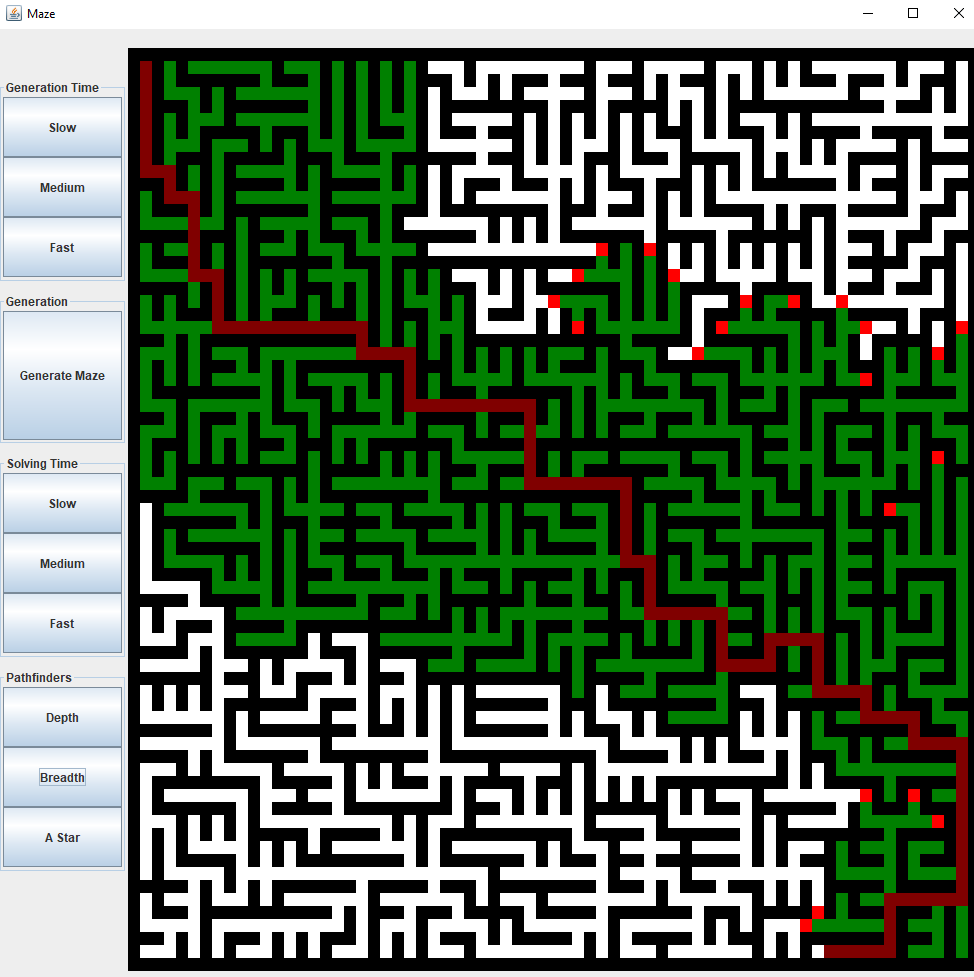 Maze
Generation Time
Slow
Medium
Fast
Generation
Generate Maze
Solving Time
Slow
Medium
Fast
Pathfinders
Depth
Breadth
A Star